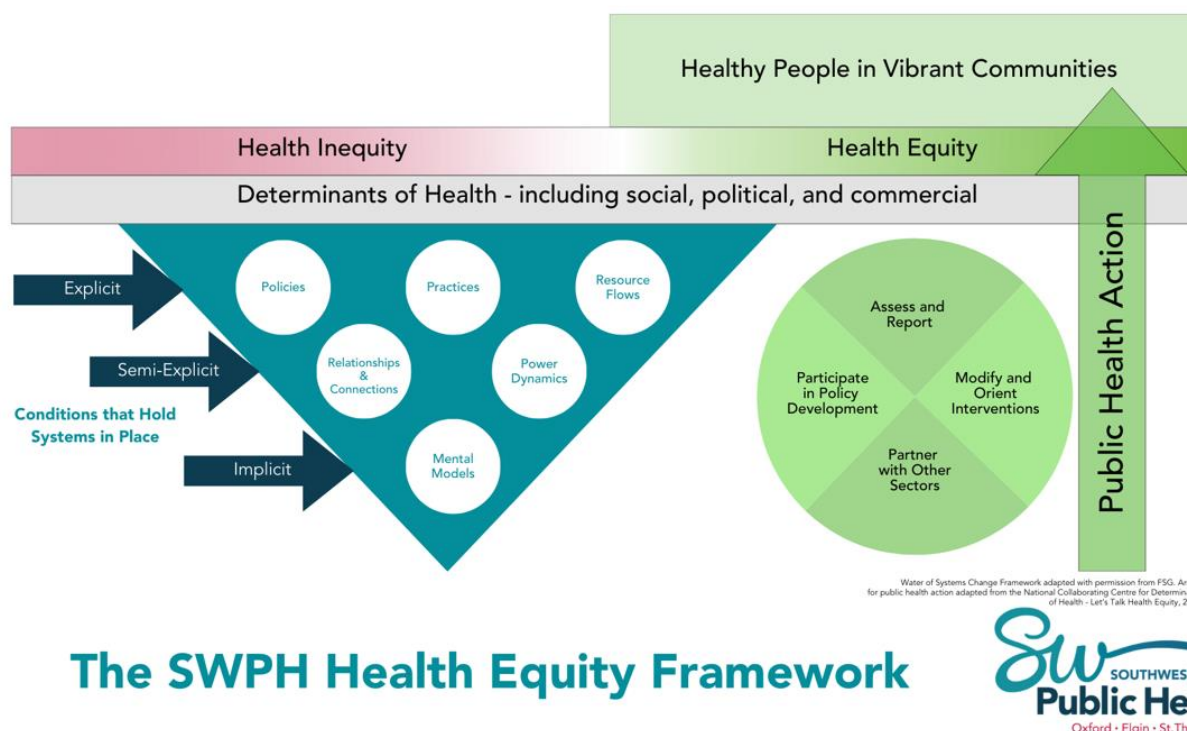 Healthy People in Vibrant Communities
Health Inequity
Health Equity
Determinants of Health - including social, political, and commercial
Explicit
Semi-Explicit
Implicit
Conditions that Hold
Systems in Place
Policies
Practices
Resource
Flows
Relationships
&
Connections
Power
Dynamics
Mental
Models
Assess and
Report
Participate
in Policy
Development
Modify and
Orient
Interventions
Partner
with Other
Sectors
Public Health Action
Water of Systems Change Framework adapted with permission from FSG.
for public health action adapted from the National Collaborating Centre for
of Health - Let's Talk Health Equity,
The SWPH Health Equity Framework
SW
SOUTHWES
Public He
Oxford • Elgin • St.Th